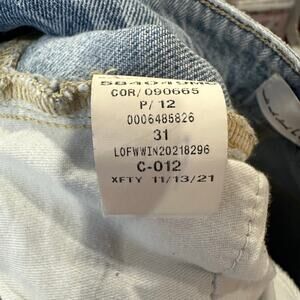 COR/090665
P/ 12
0006485826
31
LOFWWIN20218296
C-012
XFTY 11/13/21